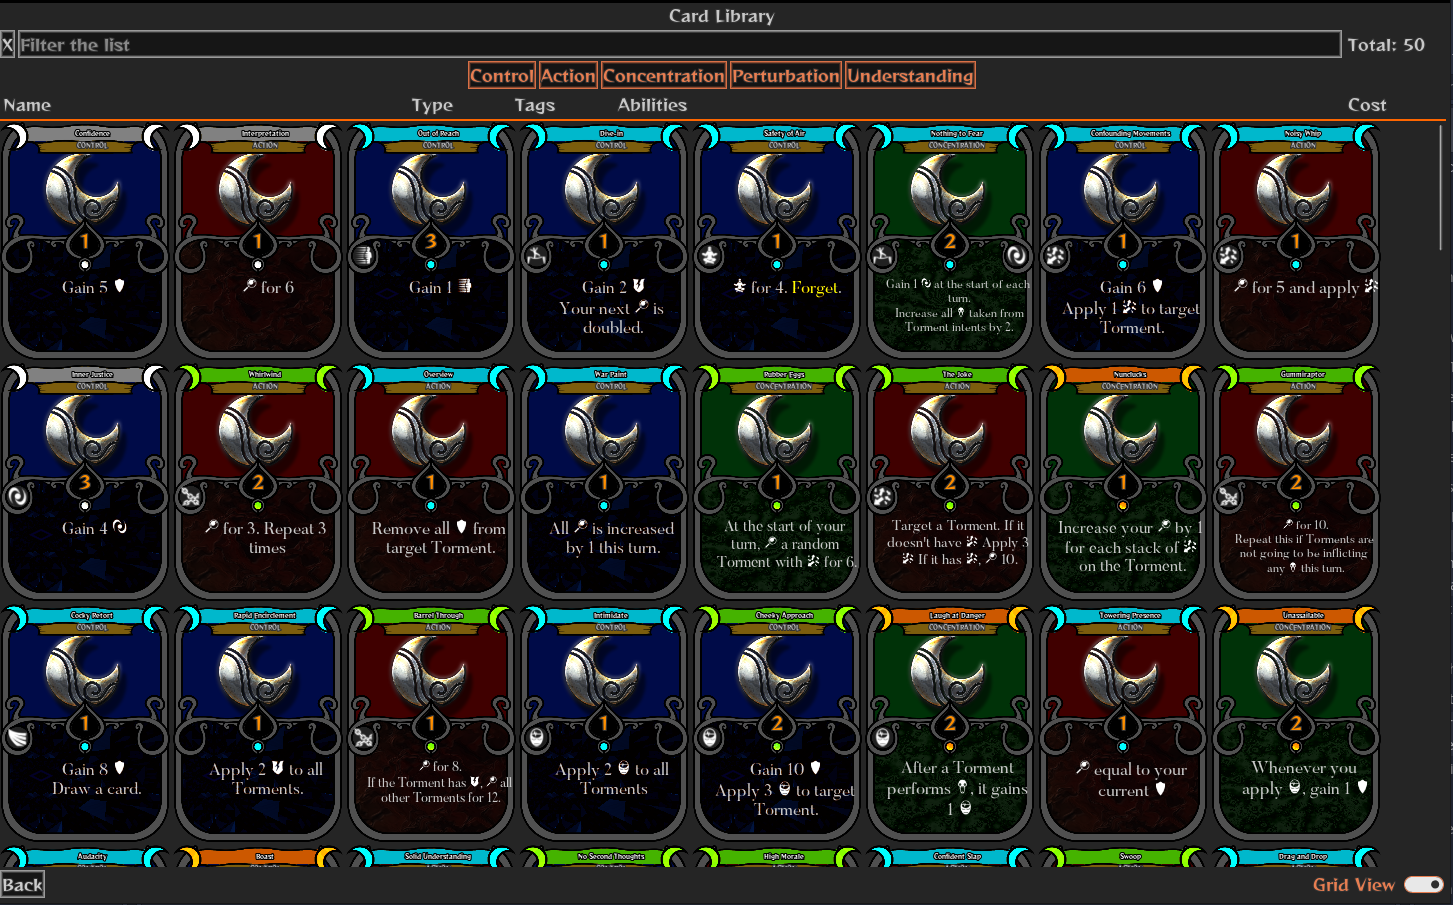 Card Library
X Filter the list Total: 50
Control Action Concentration Perturbation Understanding
Name Type Tags Abilities Cost
Confidence
CONTROL
1
Gain 5
Interpretation
ACTION
1
for 6
Out of Reach
CONTROL
3
Gain 1
Dive-in
CONTROL
1
Gain 2
Your next is
doubled.
Safety of Air
CONTROL
1
for 4. Forget.
Nothing to Fear
CONCENTRATION
2
Gain 1 at the start of each
turn.
Increase all taken from
Torment intents by 2.
Confounding Movements
CONTROL
1
Gain 6
Apply 1 to target
Torment.
Noisy Whip
ACTION
1
for 5 and apply
Inner Justice
CONTROL
3
Gain 4
Whirlwind
ACTION
2
for 3. Repeat 3
times
Overview
ACTION
1
Remove all from
target Torment.
War Paint
CONTROL
1
All is increased
by 1 this turn.
Rubber Eggs
CONCENTRATION
1
At the start of your
turn, a random
Torment with for 6.
The Joke
ACTION
2
Target a Torment. If it
doesn't have Apply 3
If it has , 10.
Nunclucks
CONCENTRATION
1
Increase your by 1
for each stack of
on the Torment.
Gummiraptor
ACTION
2
for 10.
Repeat this if Torments are
not going to be inflicting
any this turn.
Cocky Retort
CONTROL
1
Gain 8
Draw a card.
Rapid Encirclement
CONTROL
1
Apply 2 to all
Torments.
Barrel Through
ACTION
1
for 8.
If the Torment has , all
other Torments for 12.
Intimidate
CONTROL
1
Apply 2 to all
Torments
Cheeky Approach
CONTROL
2
Gain 10
Apply 3 to target
Torment.
Laugh at Danger
CONCENTRATION
2
After a Torment
performs , it gains
1
Towering Presence
ACTION
1
equal to your
current
Unassailable
CONCENTRATION
2
Whenever you
apply , gain 1
Audacity
Boast
Solid Understanding
No Second Thoughts
High Morale
Confident Slap
Swoop
Drag and Drop
Back
Grid View